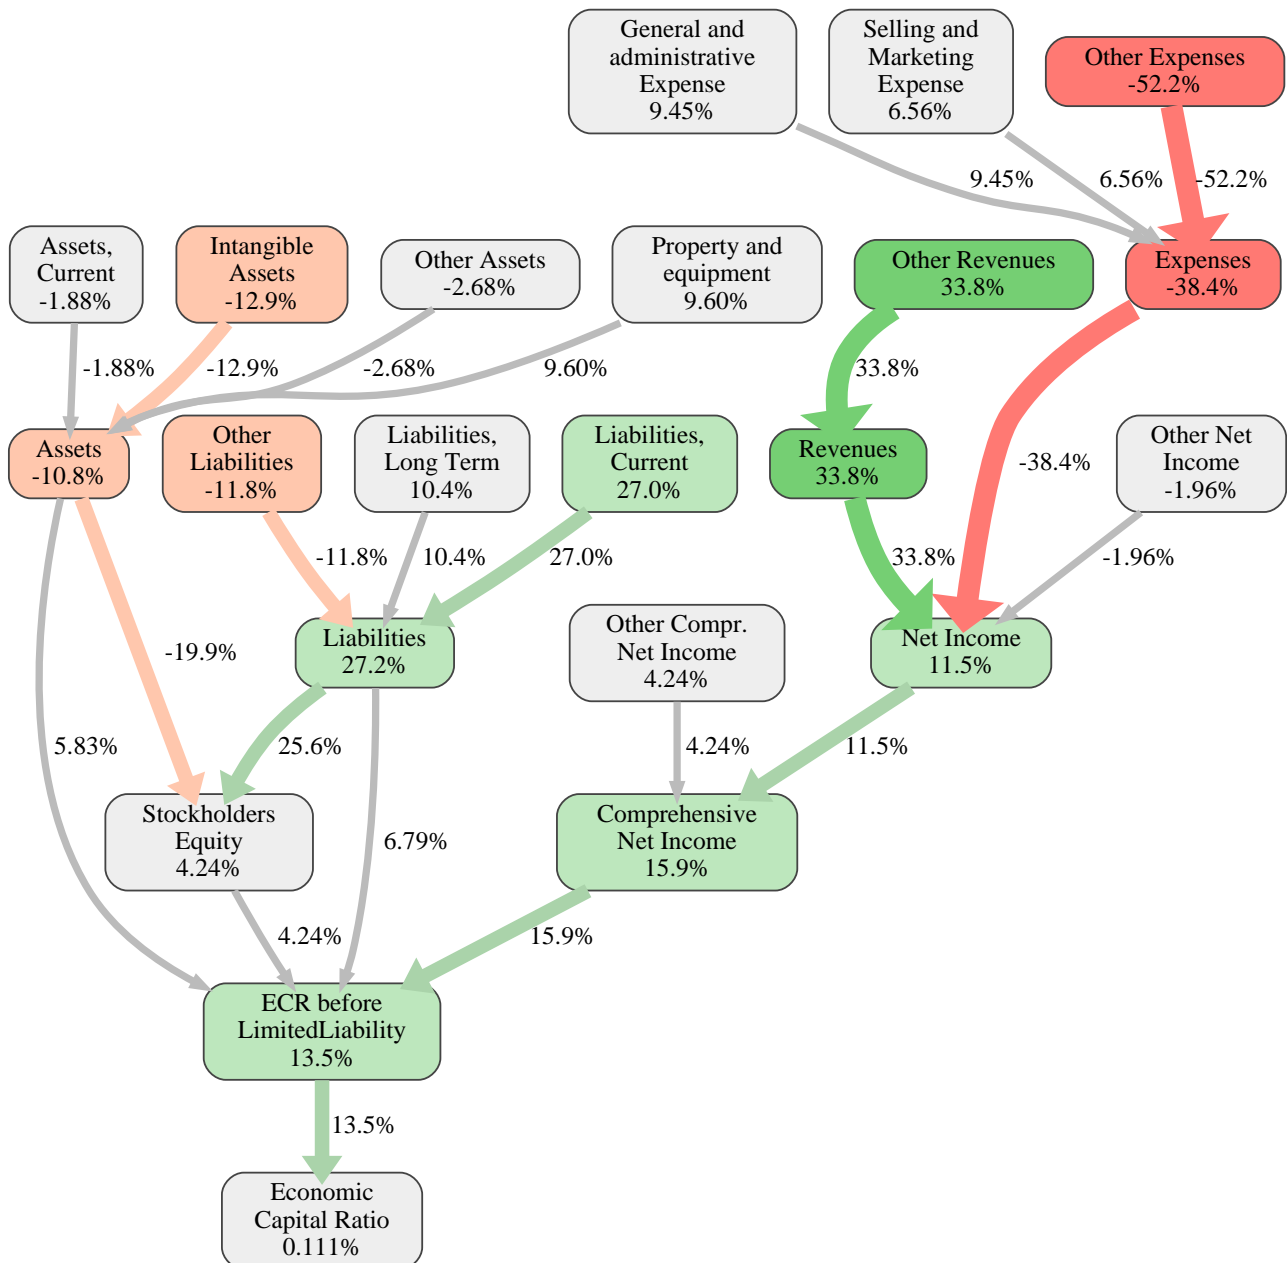 General and
administrative
Expense
9.45%
Selling and
Marketing
Expense
6.56%
Other Expenses
-52.2%
9.45%
6.56%
-52.2%
Assets,
Current
-1.88%
Intangible
Assets
-12.9%
Other Assets
-2.68%
Property and
equipment
9.60%
Other Revenues
33.8%
Expenses
-38.4%
-1.88%
-12.9%
-2.68%
9.60%
33.8%
Assets
-10.8%
Other
Liabilities
-11.8%
Liabilities,
Long Term
10.4%
Liabilities,
Current
27.0%
Revenues
33.8%
-38.4%
Other Net
Income
-1.96%
-11.8%
10.4%
27.0%
33.8%
-1.96%
-19.9%
Liabilities
27.2%
Other Compr.
Net Income
4.24%
Net Income
11.5%
5.83%
25.6%
4.24%
11.5%
Stockholders
Equity
4.24%
6.79%
Comprehensive
Net Income
15.9%
4.24%
15.9%
ECR before
LimitedLiability
13.5%
13.5%
Economic
Capital Ratio
0.111%